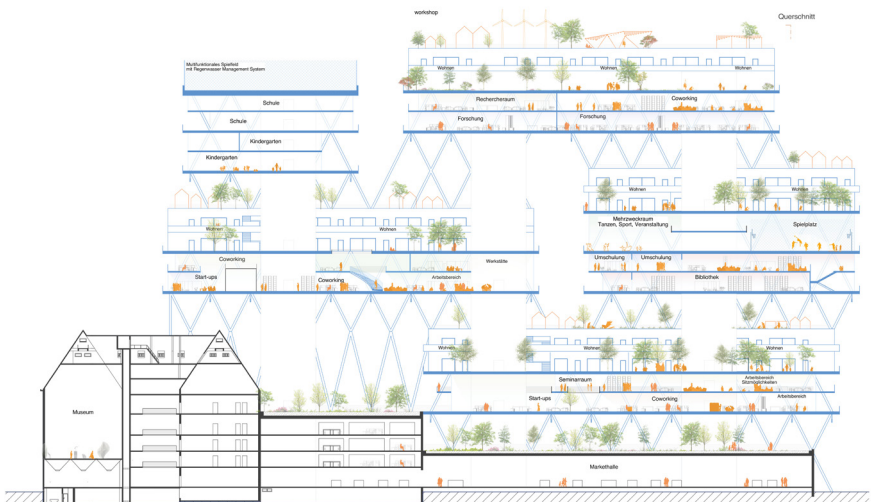 workshop
Querschnitt
Multifunktionales Spielfeld
mit Regenwasser Management System
Wohnen
Wohnen
Wohnen
Schule
Rechercheraum
Coworking
Schule
Forschung
Forschung
Kindergarten
Kindergarten
Wohnen
Wohnen
Mehrzweckraum
Tanzen, Sport, Veranstaltung
Spielplatz
Wohnen
Wohnen
Coworking
Werkstätte
Umschulung
Umschulung
Start-ups
Coworking
Arbeitsbereich
Bibliothek
Wohnen
Wohnen
Wohnen
Seminarraum
Arbeitsbereich
Sitzmöglichkeiten
Start-ups
Coworking
Arbeitsbereich
Museum
Markethalle